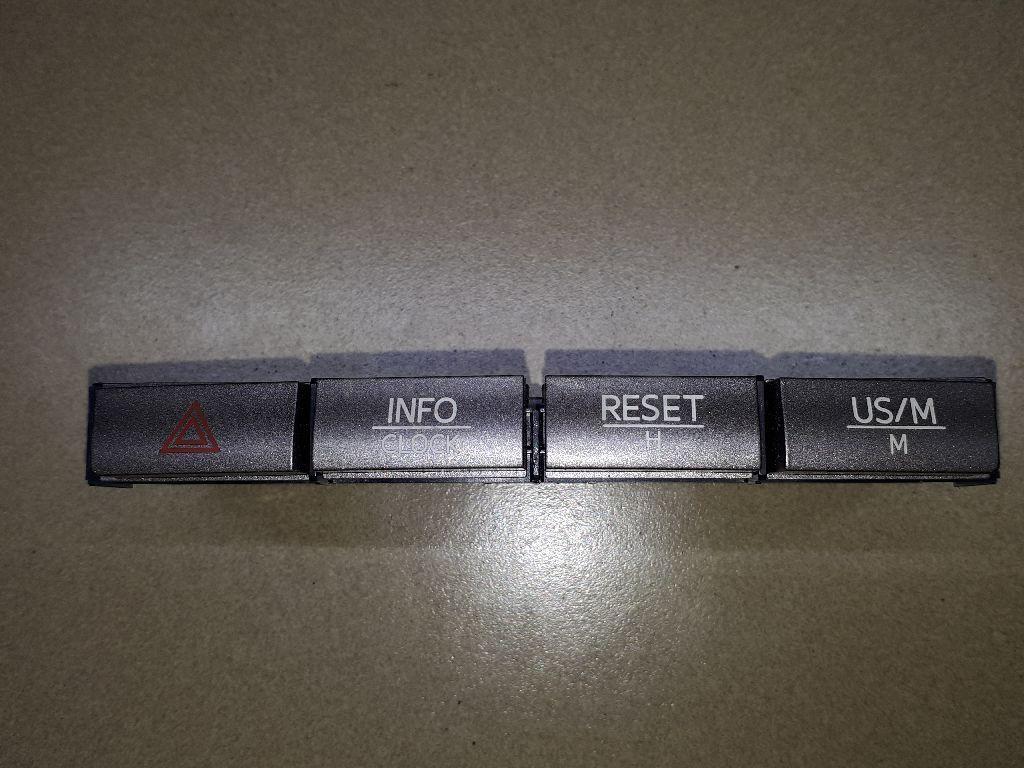 INFO
CLOCK
RESET
H
US/M
M